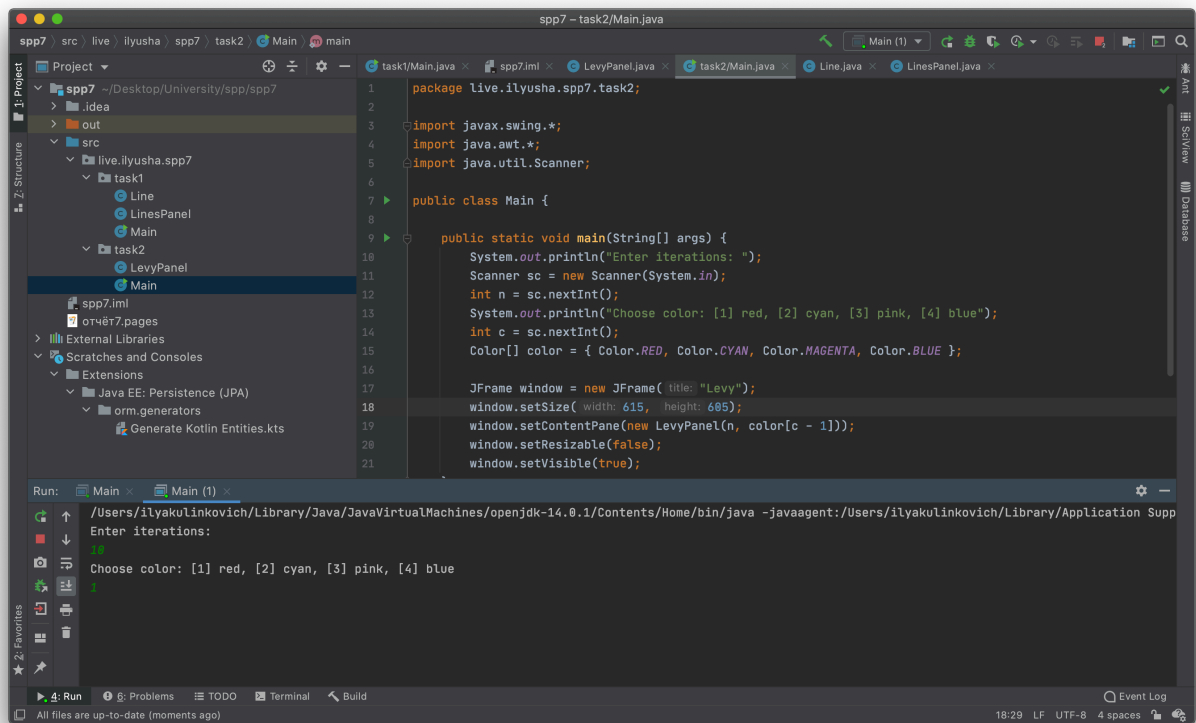 spp7 – task2/Main.java
spp7 src live ilyusha spp7 task2 Main main
Main (1)
1: Project
Project
task1/Main.java spp7.iml LevyPanel.java task2/Main.java Line.java LinesPanel.java
spp7 ~/Desktop/University/spp/spp7
.idea
out
src
live.ilyusha.spp7
task1
Line
LinesPanel
Main
task2
LevyPanel
Main
spp7.iml
отчёт7.pages
External Libraries
Scratches and Consoles
Extensions
Java EE: Persistence (JPA)
orm.generators
Generate Kotlin Entities.kts
Z: Structure
2: Favorites
1 package live.ilyusha.spp7.task2;
2
3 import javax.swing.*;
4 import java.awt.*;
5 import java.util.Scanner;
6
7 public class Main {
8
9 public static void main(String[] args) {
10 System.out.println("Enter iterations: ");
11 Scanner sc = new Scanner(System.in);
12 int n = sc.nextInt();
13 System.out.println("Choose color: [1] red, [2] cyan, [3] pink, [4] blue");
14 int c = sc.nextInt();
15 Color[] color = { Color.RED, Color.CYAN, Color.MAGENTA, Color.BLUE };
16
17 JFrame window = new JFrame( title: "Levy");
18 window.setSize( width: 615, height: 605);
19 window.setContentPane(new LevyPanel(n, color[c - 1]));
20 window.setResizable(false);
21 window.setVisible(true);
Ant
SciView
Database
Run: Main Main (1)
/Users/ilyakulinkovich/Library/Java/JavaVirtualMachines/openjdk-14.0.1/Contents/Home/bin/java -javaagent:/Users/ilyakulinkovich/Library/Application Supp
Enter iterations:
10
Choose color: [1] red, [2] cyan, [3] pink, [4] blue
1
4: Run 6: Problems TODO Terminal Build Event Log
All files are up-to-date (moments ago) 18:29 LF UTF-8 4 spaces